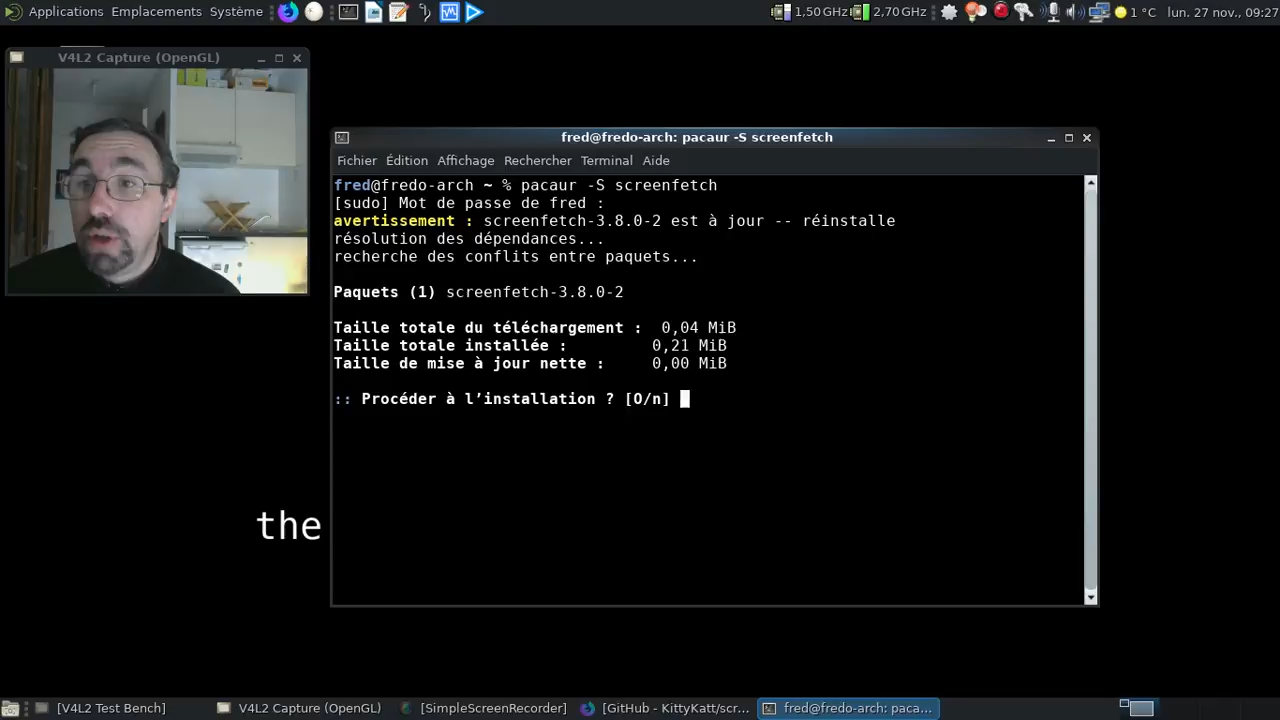 Applications Emplacements Système
1,50 GHz 2,70 GHz 1 °C lun. 27 nov., 09:27
V4L2 Capture (OpenGL)
fred@fredo-arch: pacaur -S screenfetch
Fichier Édition Affichage Rechercher Terminal Aide
fred@fredo-arch ~ % pacaur -S screenfetch
[sudo] Mot de passe de fred :
avertissement : screenfetch-3.8.0-2 est à jour -- réinstalle
résolution des dépendances...
recherche des conflits entre paquets...
Paquets (1) screenfetch-3.8.0-2
Taille totale du téléchargement : 0,04 MiB
Taille totale installée : 0,21 MiB
Taille de mise à jour nette : 0,00 MiB
:: Procéder à l’installation ? [O/n]
the
[V4L2 Test Bench] V4L2 Capture (OpenGL) [SimpleScreenRecorder] [GitHub - KittyKatt/scr... fred@fredo-arch: paca...